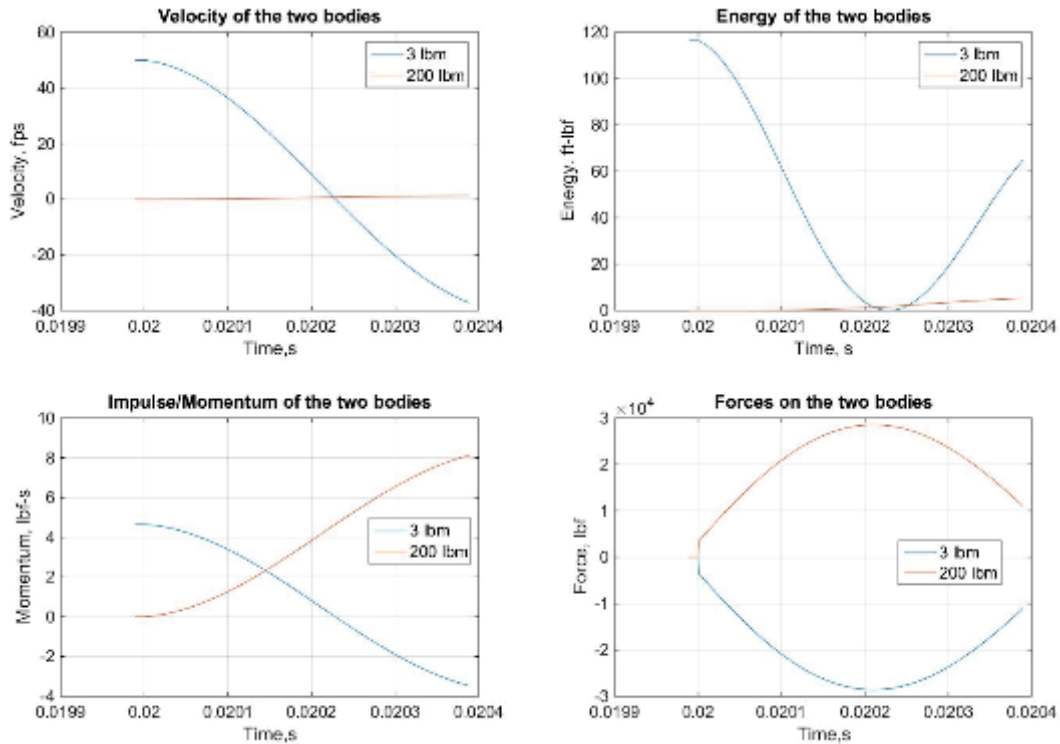 Velocity of the two bodies
60
40
20
0
-20
-40
Velocity, fps
3 lbm
200 lbm
0.0199 0.02 0.0201 0.0202 0.0203 0.0204
Time,s
Energy of the two bodies
120
100
80
60
40
20
0
Energy. ft-lbf
3 lbm
200 lbm
0.0199 0.02 0.0201 0.0202 0.0203 0.0204
Time, s
Impulse/Momentum of the two bodies
10
8
6
4
2
0
-2
-4
Momentum, lbf-s
3 lbm
200 lbm
0.0199 0.02 0.0201 0.0202 0.0203 0.0204
Time,s
Forces on the two bodies
×10⁴
3
2
1
0
-1
-2
-3
Force, lbf
3 lbm
200 lbm
0.0199 0.02 0.0201 0.0202 0.0203 0.0204
Time,s